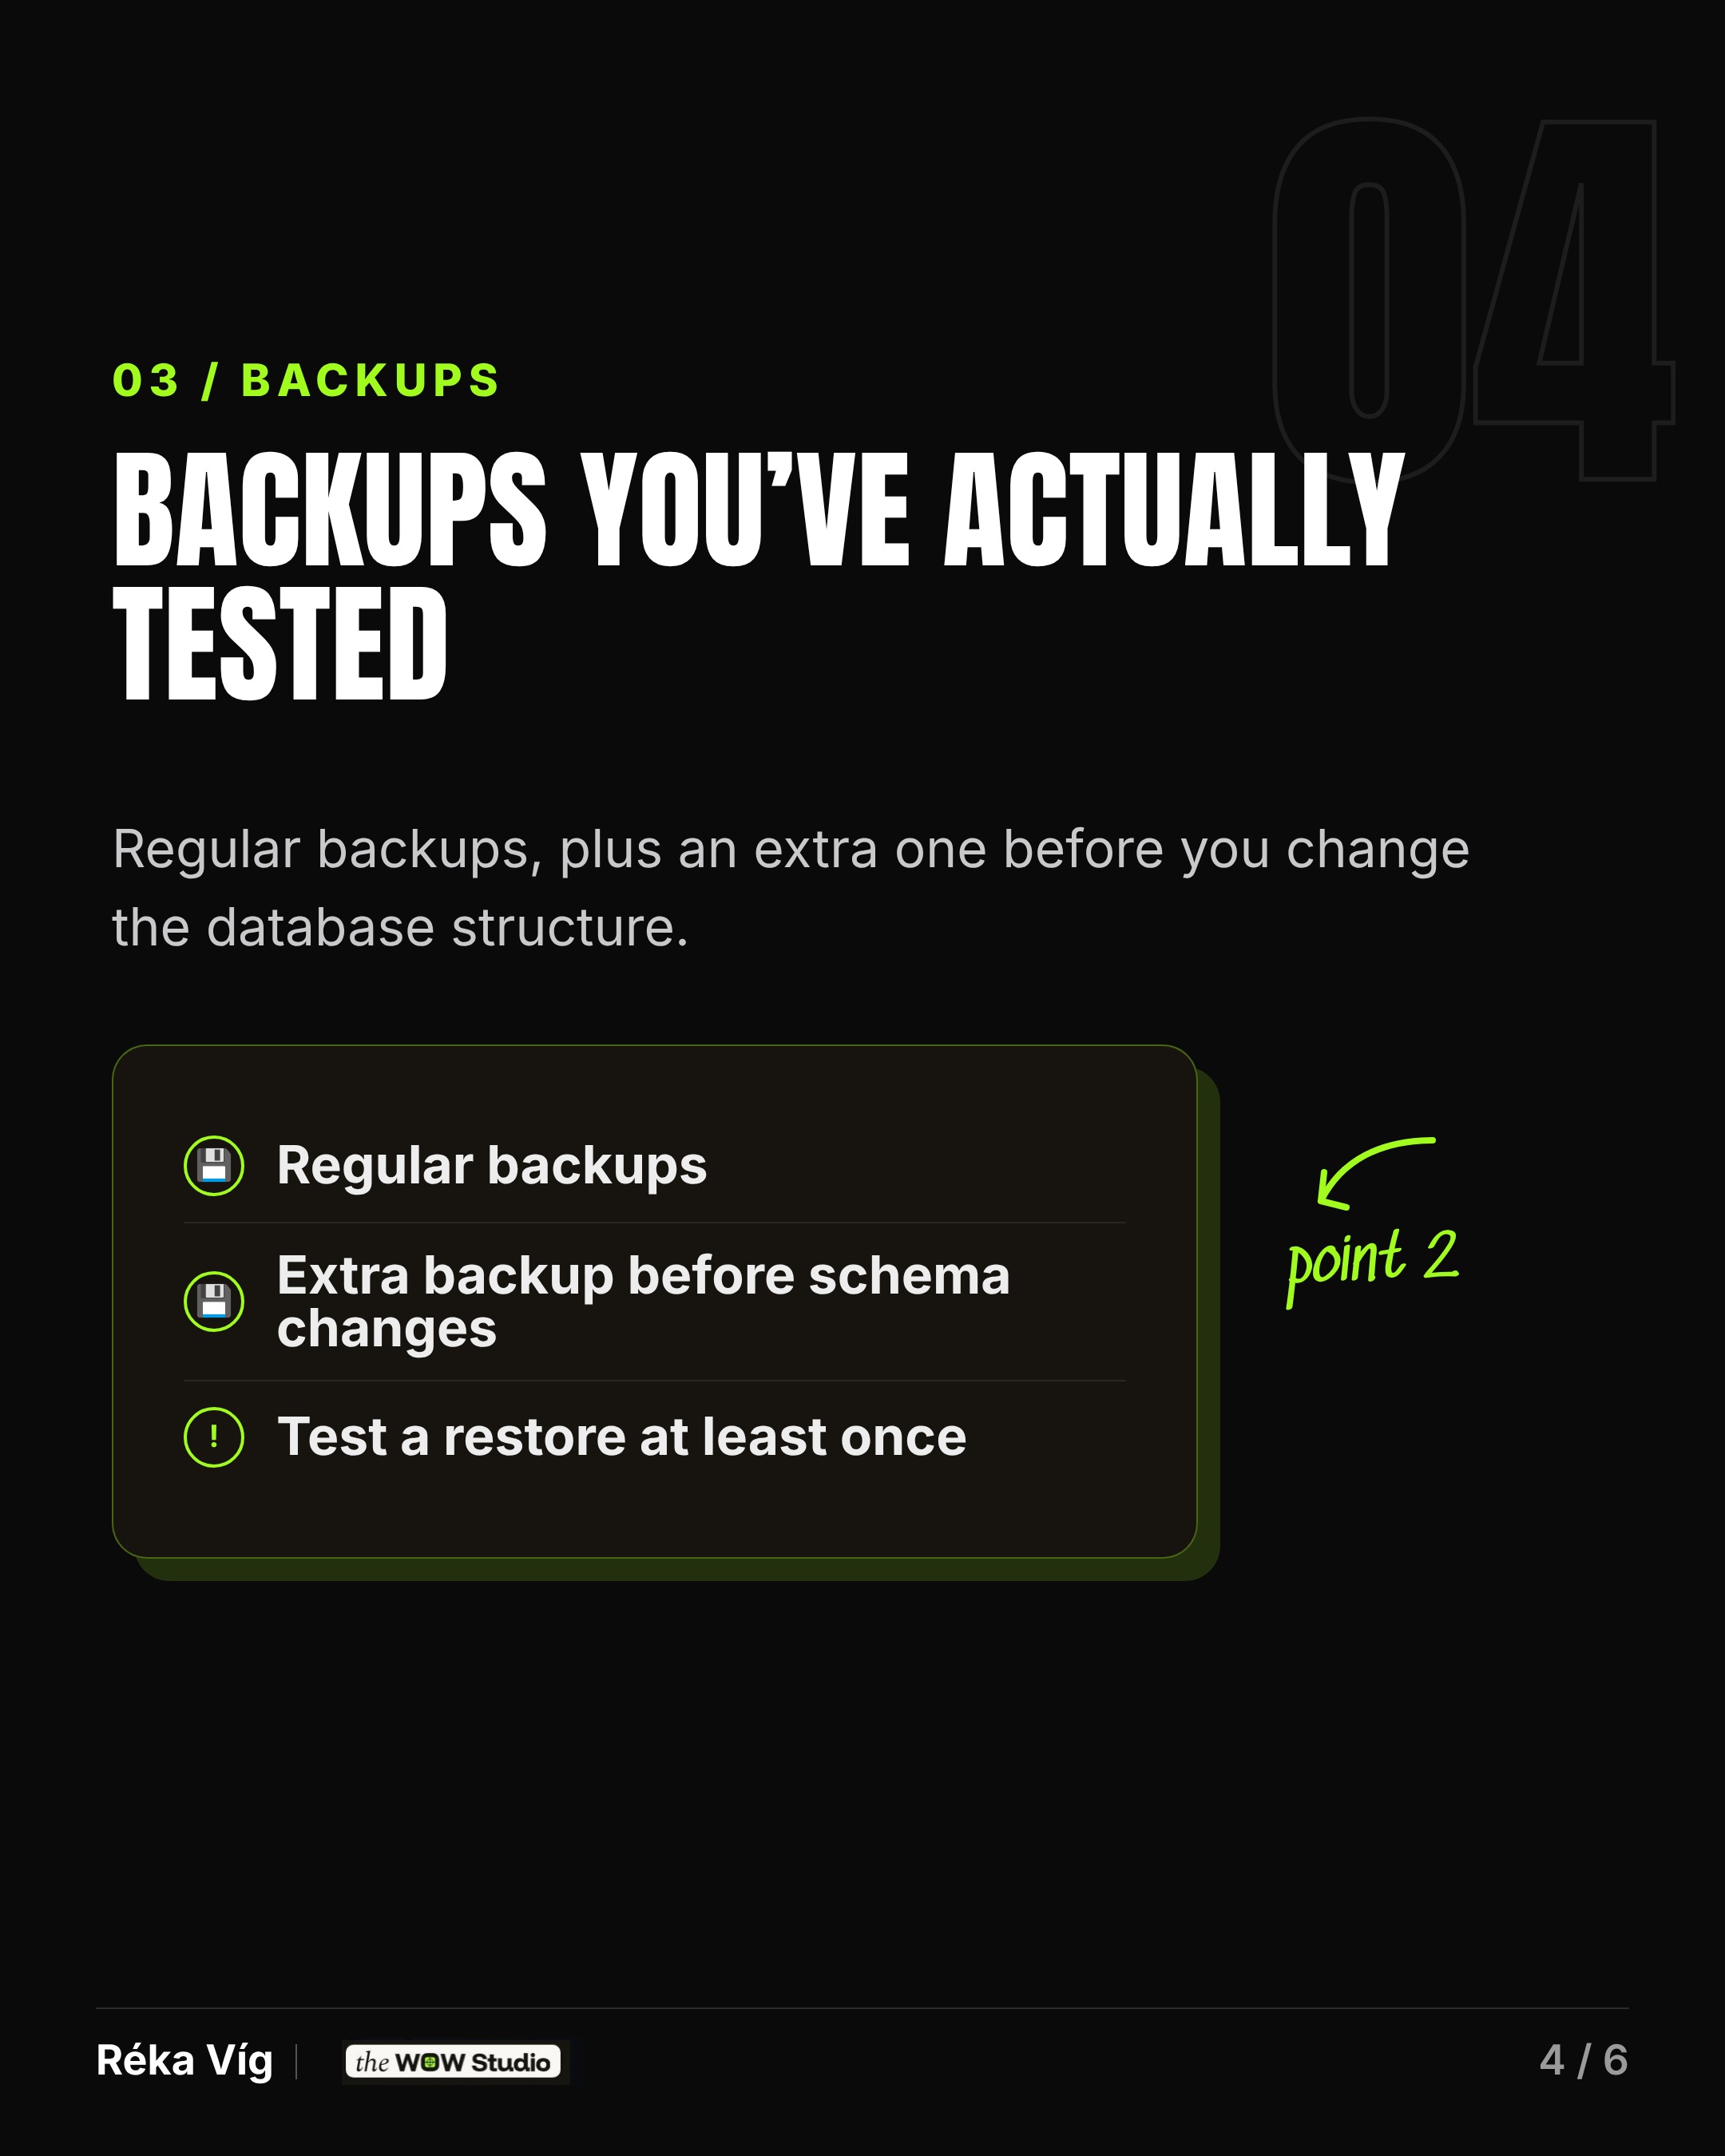 04
03 / BACKUPS
BACKUPS YOU’VE ACTUALLY
TESTED
Regular backups, plus an extra one before you change
the database structure.
Regular backups
Extra backup before schema
changes
! Test a restore at least once
point 2
Réka Víg
the WOW Studio
4 / 6